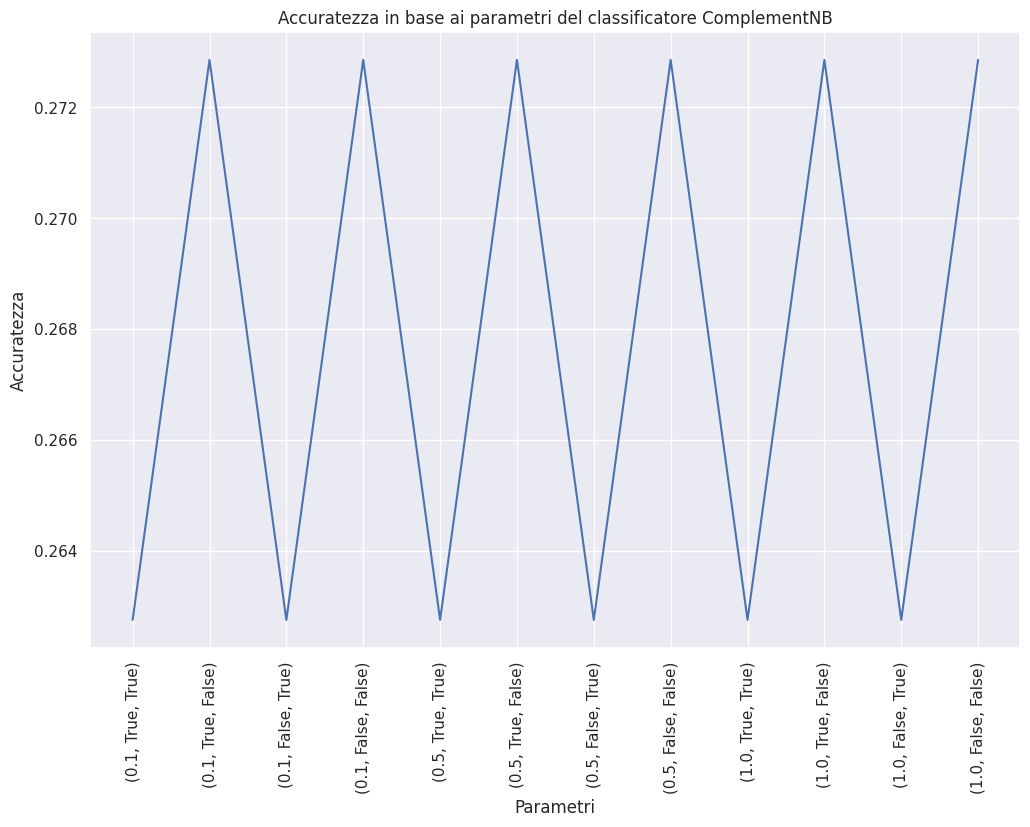 Accuratezza in base ai parametri del classificatore ComplementNB
Accuratezza
0.272
0.270
0.268
0.266
0.264
(0.1, True, True)
(0.1, True, False)
(0.1, False, True)
(0.1, False, False)
(0.5, True, True)
(0.5, True, False)
(0.5, False, True)
(0.5, False, False)
(1.0, True, True)
(1.0, True, False)
(1.0, False, True)
(1.0, False, False)
Parametri